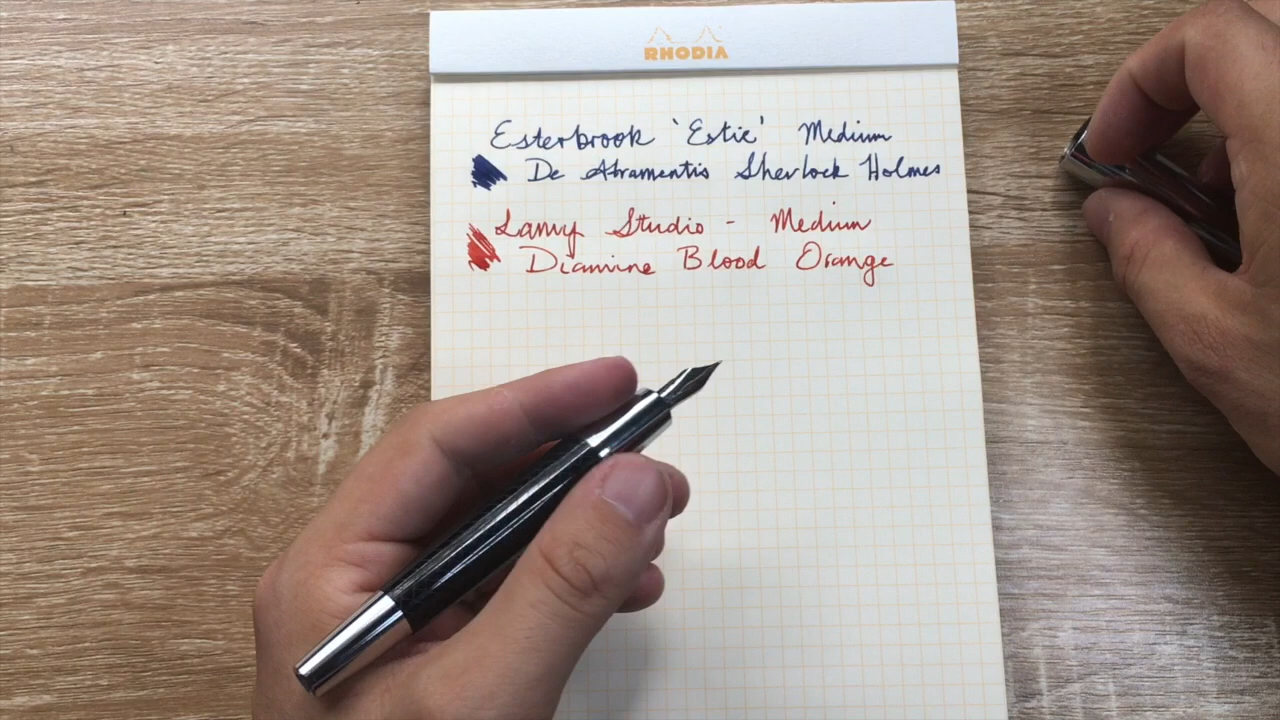 RHODIA
Esterbrook 'Estie' Medium
De Atramentis Sherlock Holmes
Lamy Studio - Medium
Diamine Blood Orange